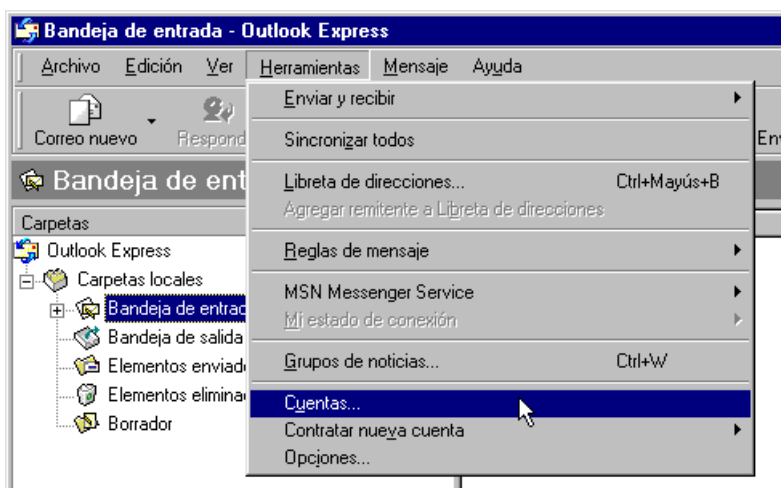 Bandeja de entrada - Outlook Express
Archivo Edición Ver Herramientas Mensaje Ayuda
Correo nuevo
Enviar y recibir
Sincronizar todos
Libreta de direcciones... Ctrl+Mayús+B
Agregar remitente a Libreta de direcciones
Reglas de mensaje
MSN Messenger Service
Mi estado de conexión
Grupos de noticias... Ctrl+W
Cuentas...
Contratar nueva cuenta
Opciones...
Bandeja de ent
Carpetas
Outlook Express
Carpetas locales
Bandeja de entrad
Bandeja de salida
Elementos enviad
Elementos elimina
Borrador